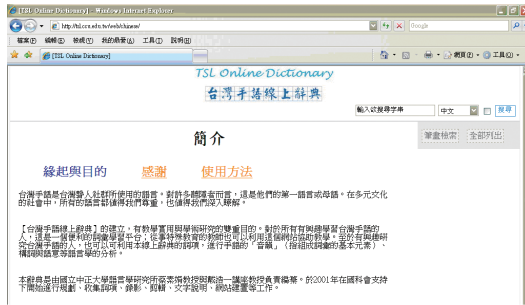 [TSL Online Dictionary] - Windows Internet Explorer
http://tsl.ccu.edu.tw/web/chinese/
Google
檔案(F) 編輯(E) 檢視(V) 我的最愛(A) 工具(T) 說明(H)
[TSL Online Dictionary]
網頁(P) 工具(O)
TSL Online Dictionary
台灣手語線上辭典
輸入欲搜尋字串 中文 搜尋
簡介
筆畫檢索 全部列出
緣起與目的 感謝 使用方法
台灣手語是台灣聾人社群所使用的語言。對許多聽障者而言，這是他們的第一語言或母語。在多元文化
的社會中，所有的語言都值得我們尊重，也值得我們深入瞭解。
【台灣手語線上辭典】的建立，有教學實用與學術研究的雙重目的。對於所有有興趣學習台灣手語的
人，這是一個便利的詞彙學習平台；從事特殊教育的教師也可以利用這個網站協助教學。至於有興趣研
究台灣手語的人，也可以可利用本線上辭典的詞項，進行手語的「音韻」（指組成詞彙的基本元素）、
構詞與語意等語言學的分析。
本辭典是由國立中正大學語言學研究所蔡素娟教授與戴浩一講座教授負責編纂。於2001年在國科會支持
下開始進行規劃、收集詞項、錄影、剪輯、文字說明、網站建置等工作。